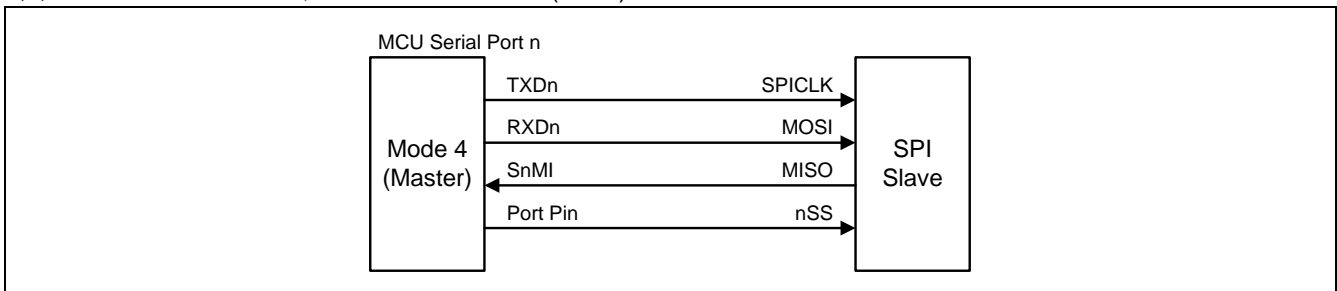 MCU Serial Port n
TXDn SPICLK
RXDn MOSI
Mode 4
(Master)
SPI
Slave
SnMI MISO
Port Pin nSS